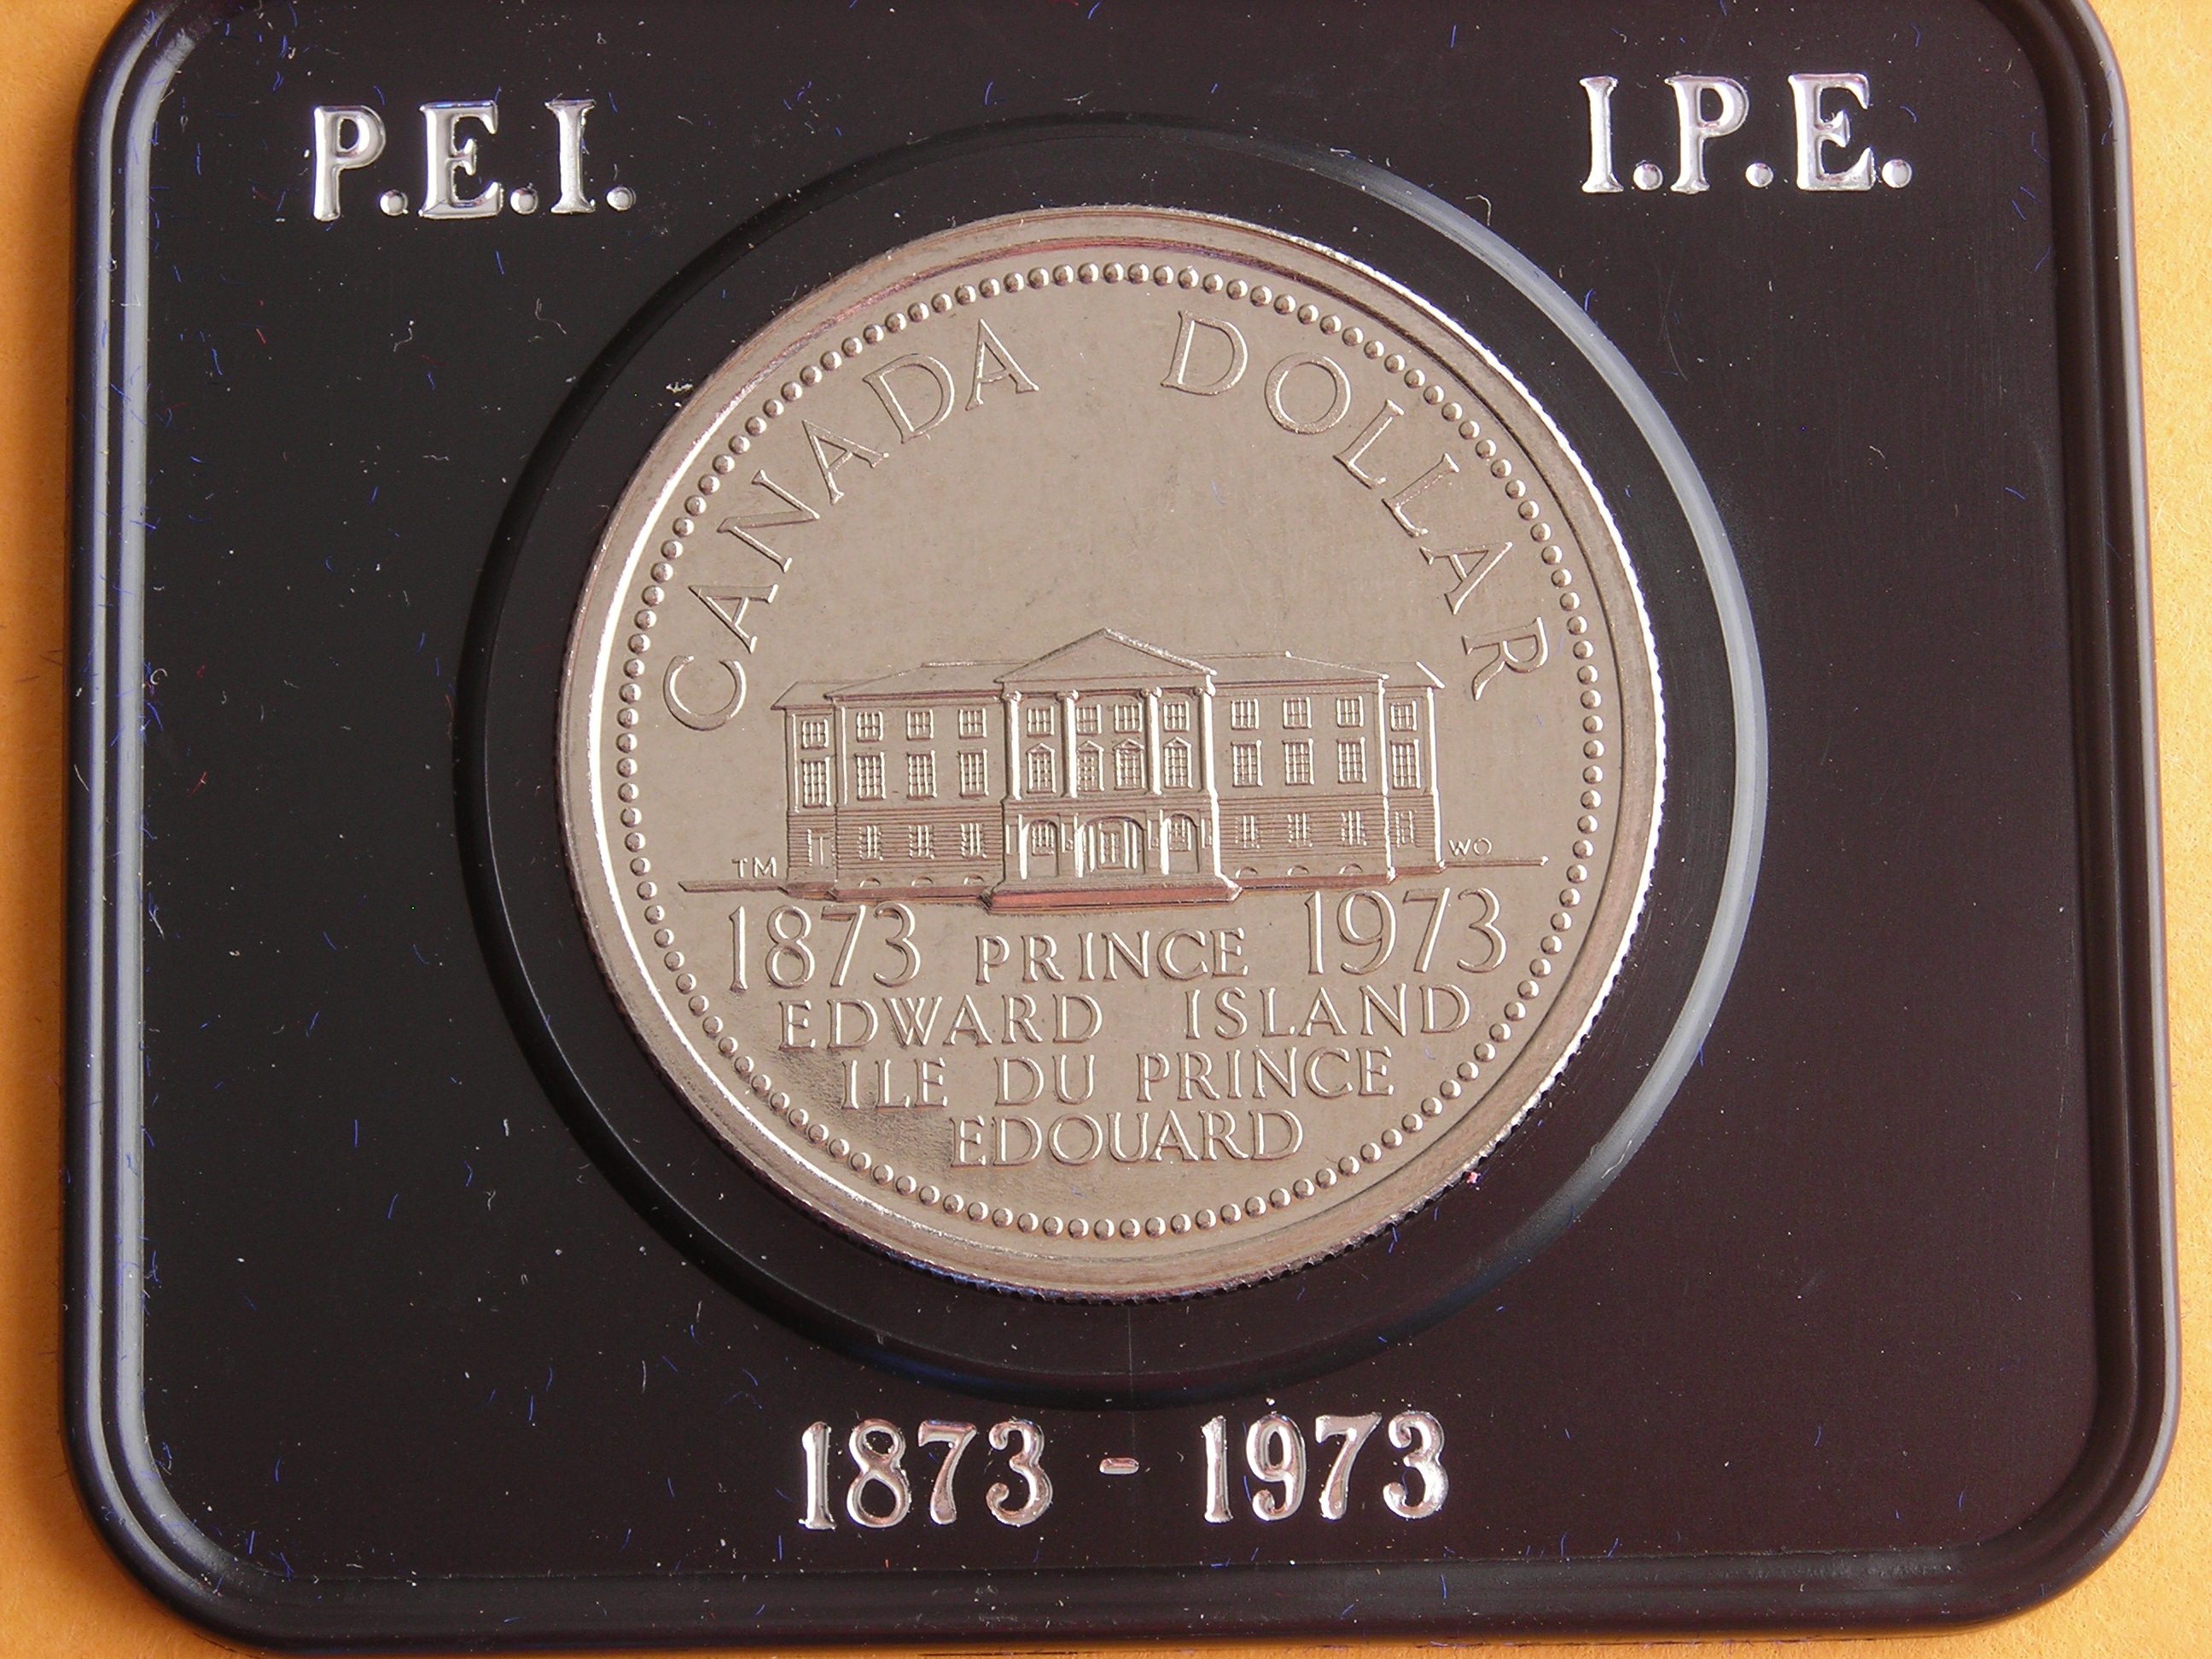 P.E.I.
I.P.E.
CANADA DOLLAR
TM
WO
1873 PRINCE 1973
EDWARD ISLAND
ILE DU PRINCE
EDOUARD
1873 - 1973